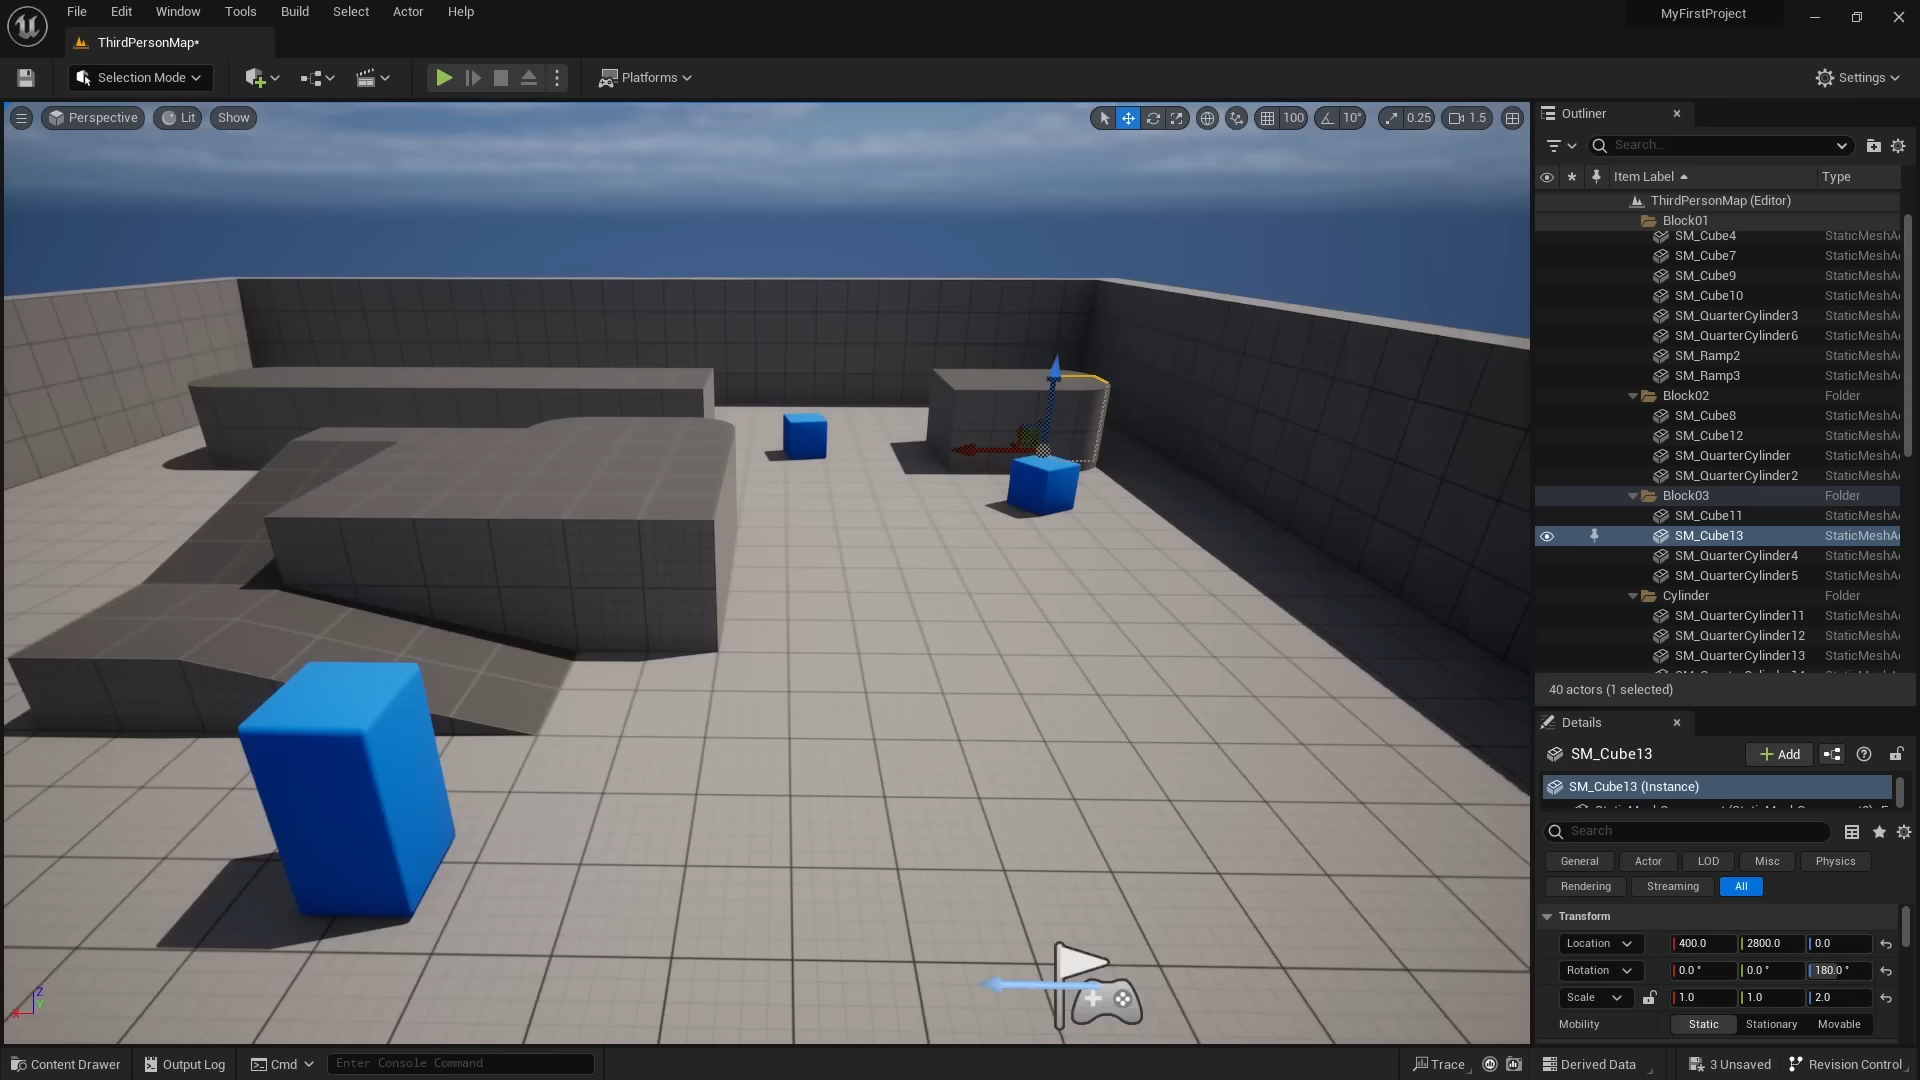 File Edit Window Tools Build Select Actor Help
MyFirstProject
ThirdPersonMap*
Selection Mode
Platforms
Settings
Perspective
Lit
Show
100
10°
0.25
1.5
Outliner
Search...
Item Label
Type
ThirdPersonMap (Editor)
Block01
SM_Cube4 StaticMeshA
SM_Cube7 StaticMeshA
SM_Cube9 StaticMeshA
SM_Cube10 StaticMeshA
SM_QuarterCylinder3 StaticMeshA
SM_QuarterCylinder6 StaticMeshA
SM_Ramp2 StaticMeshA
SM_Ramp3 StaticMeshA
Block02 Folder
SM_Cube8 StaticMeshA
SM_Cube12 StaticMeshA
SM_QuarterCylinder StaticMeshA
SM_QuarterCylinder2 StaticMeshA
Block03 Folder
SM_Cube11 StaticMeshA
SM_Cube13 StaticMeshA
SM_QuarterCylinder4 StaticMeshA
SM_QuarterCylinder5 StaticMeshA
Cylinder Folder
SM_QuarterCylinder11 StaticMeshA
SM_QuarterCylinder12 StaticMeshA
SM_QuarterCylinder13 StaticMeshA
40 actors (1 selected)
Details
SM_Cube13
+ Add
SM_Cube13 (Instance)
Search
General Actor LOD Misc Physics
Rendering Streaming All
Transform
Location 400.0 2800.0 0.0
Rotation 0.0 ° 0.0 ° 180.0 °
Scale 1.0 1.0 2.0
Mobility Static Stationary Movable
Z
Y
X
Content Drawer
Output Log
Cmd
Enter Console Command
Trace
Derived Data
3 Unsaved
Revision Control